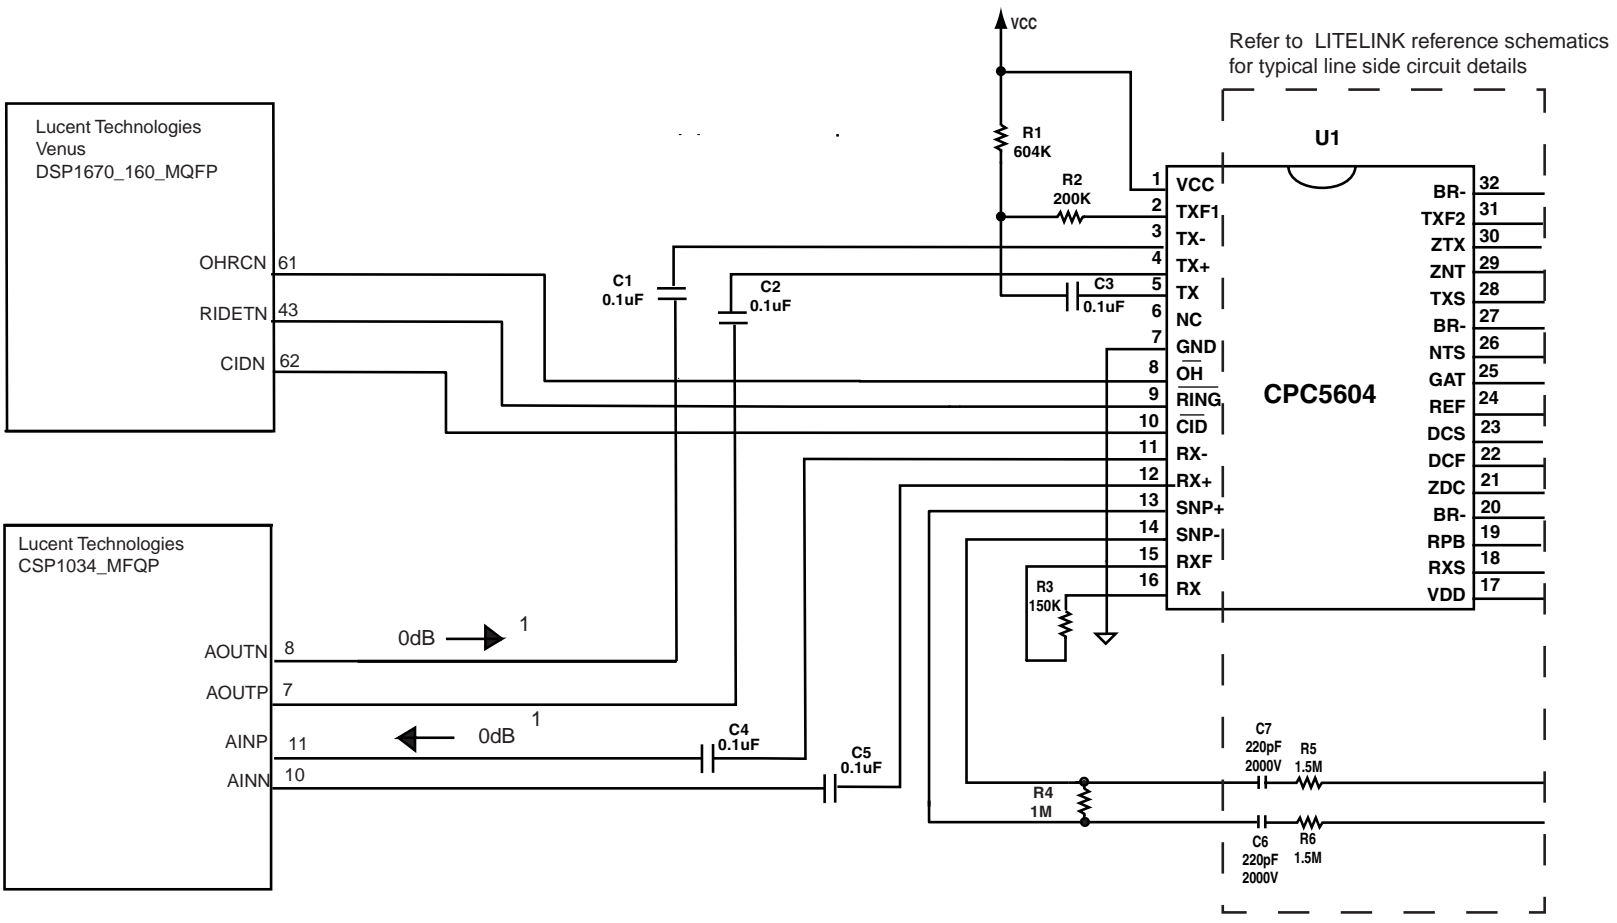 VCC
Refer to LITELINK reference schematics
for typical line side circuit details
Lucent Technologies
Venus
DSP1670_160_MQFP
OHRCN 61
RIDETN 43
CIDN 62
Lucent Technologies
CSP1034_MFQP
AOUTN 8
AOUTP 7
AINP 11
AINN 10
0dB 1
0dB 1
R1
604K
R2
200K
C1
0.1uF
C2
0.1uF
C3
0.1uF
C4
0.1uF
C5
0.1uF
R3
150K
R4
1M
U1
CPC5604
1 VCC
2 TXF1
3 TX-
4 TX+
5 TX
6 NC
7 GND
8 OH
9 RING
10 CID
11 RX-
12 RX+
13 SNP+
14 SNP-
15 RXF
16 RX
BR- 32
TXF2 31
ZTX 30
ZNT 29
TXS 28
BR- 27
NTS 26
GAT 25
REF 24
DCS 23
DCF 22
ZDC 21
BR- 20
RPB 19
RXS 18
VDD 17
C7
220pF
2000V
R5
1.5M
C6
220pF
2000V
R6
1.5M